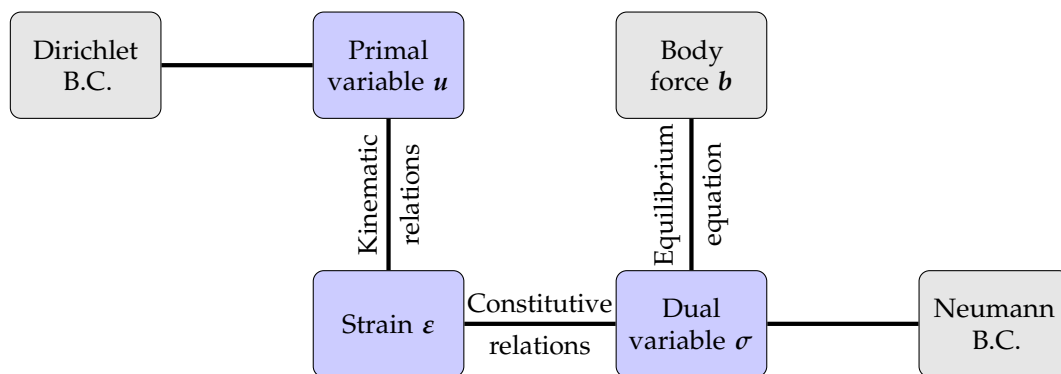 Dirichlet
B.C.
Primal
variable u
Body
force b
Kinematic
relations
Equilibrium
equation
Strain ε
Constitutive
relations
Dual
variable σ
Neumann
B.C.